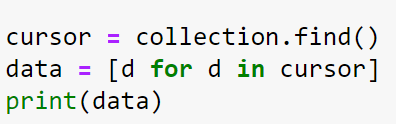 cursor = collection.find()
data = [d for d in cursor]
print(data)